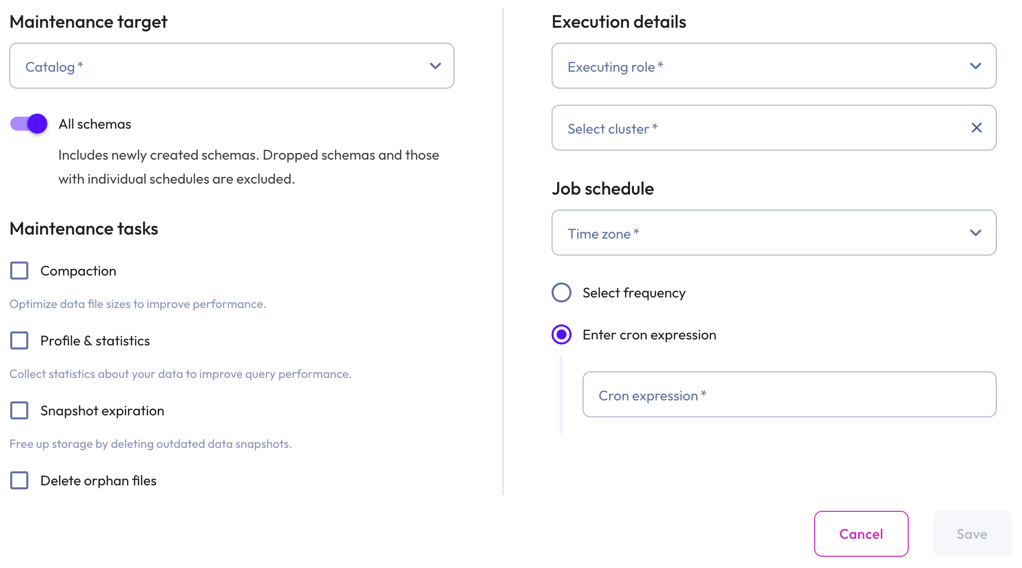 Maintenance target
Catalog *
All schemas
Includes newly created schemas. Dropped schemas and those
with individual schedules are excluded.
Maintenance tasks
Compaction
Optimize data file sizes to improve performance.
Profile & statistics
Collect statistics about your data to improve query performance.
Snapshot expiration
Free up storage by deleting outdated data snapshots.
Delete orphan files
Execution details
Executing role *
Select cluster *
Job schedule
Time zone *
Select frequency
Enter cron expression
Cron expression *
Cancel
Save